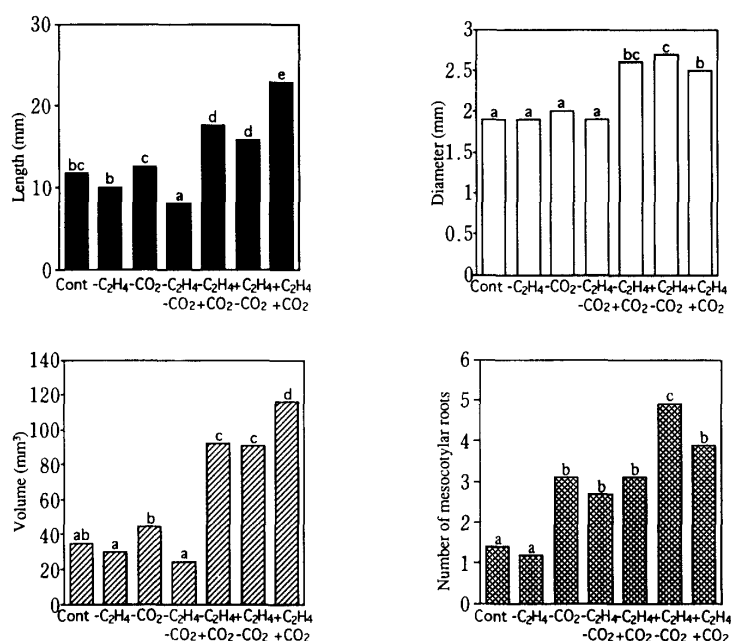 30
20
10
0
Length (mm)
bc
b
c
a
d
d
e
Cont -C₂H₄ -CO₂ -C₂H₄ -C₂H₄ +C₂H₄ +C₂H₄
-CO₂ +CO₂ -CO₂ +CO₂
3
2.5
2
1.5
1
0.5
0
Diameter (mm)
a
a
a
a
bc
c
b
Cont -C₂H₄ -CO₂ -C₂H₄ -C₂H₄ +C₂H₄ +C₂H₄
-CO₂ +CO₂ -CO₂ +CO₂
140
120
100
80
60
40
20
0
Volume (mm³)
ab
a
b
a
c
c
d
Cont -C₂H₄ -CO₂ -C₂H₄ -C₂H₄ +C₂H₄ +C₂H₄
-CO₂ +CO₂ -CO₂ +CO₂
6
5
4
3
2
1
0
Number of mesocotylar roots
a
a
b
b
b
c
b
Cont -C₂H₄ -CO₂ -C₂H₄ -C₂H₄ +C₂H₄ +C₂H₄
-CO₂ +CO₂ -CO₂ +CO₂